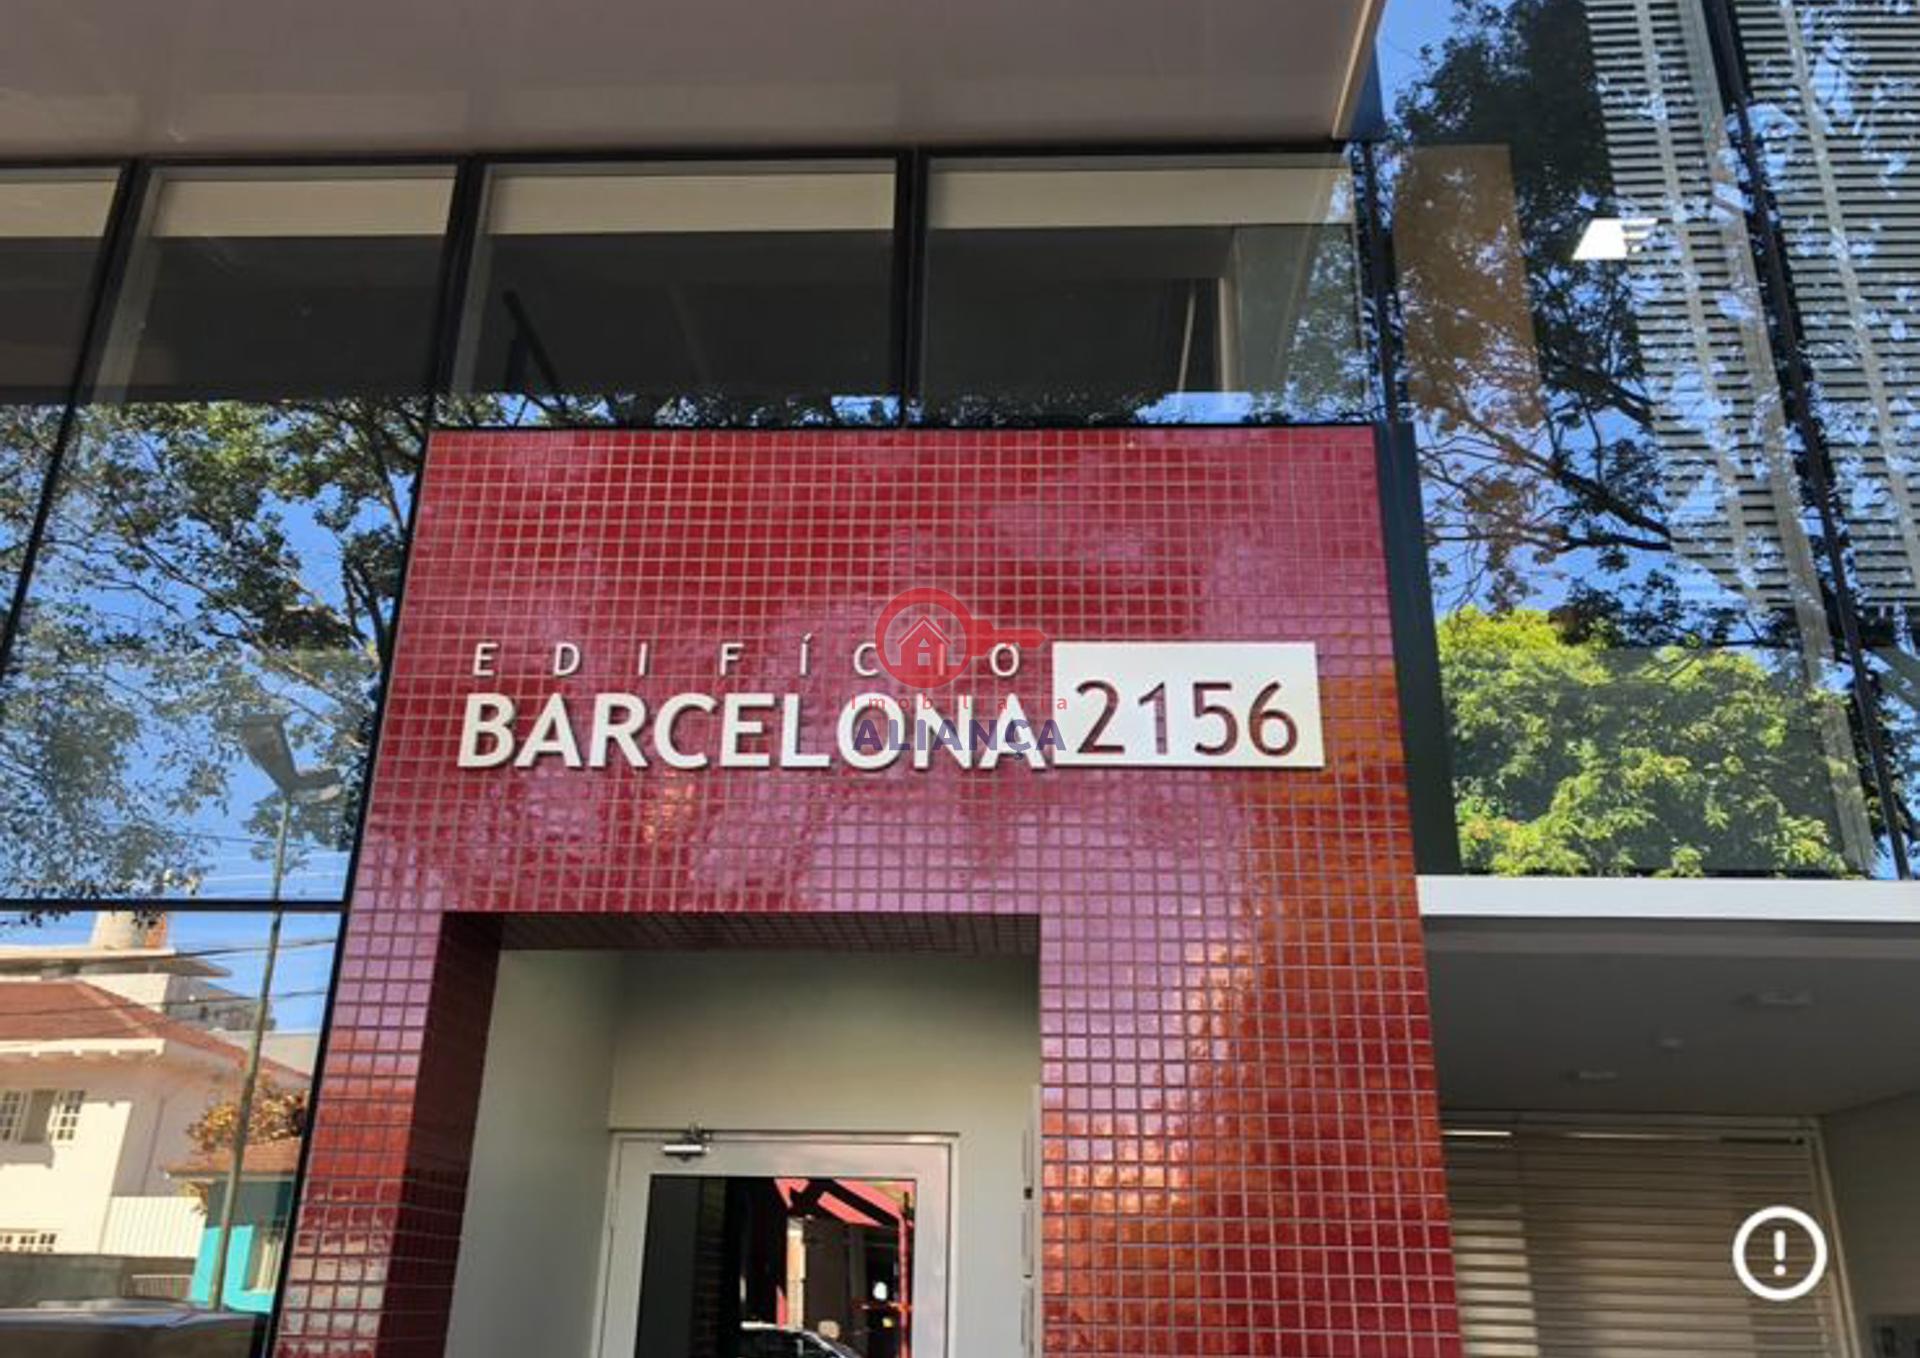 EDIFÍCIO
BARCELONA 2156
Imobiliária
ALIANÇA